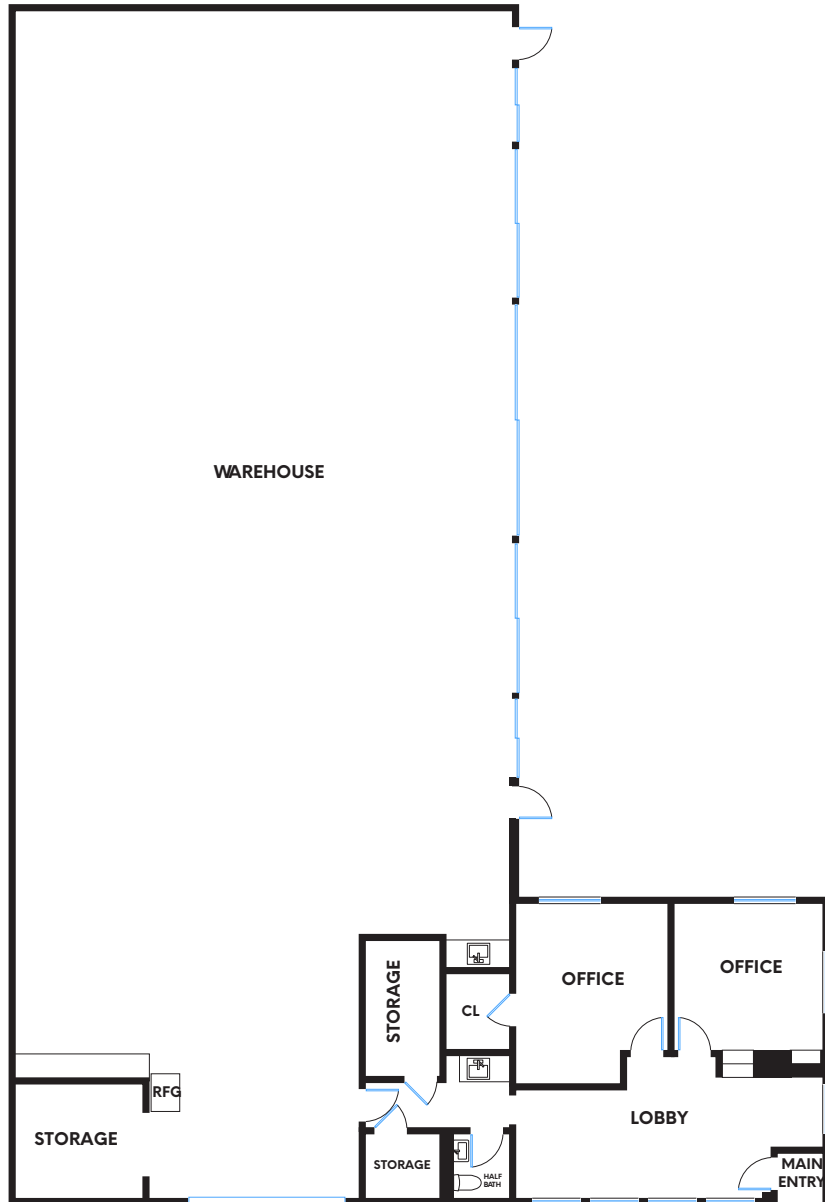 WAREHOUSE
STORAGE
OFFICE
OFFICE
CL
RFG
STORAGE
LOBBY
STORAGE
HALF
BATH
MAIN
ENTRY